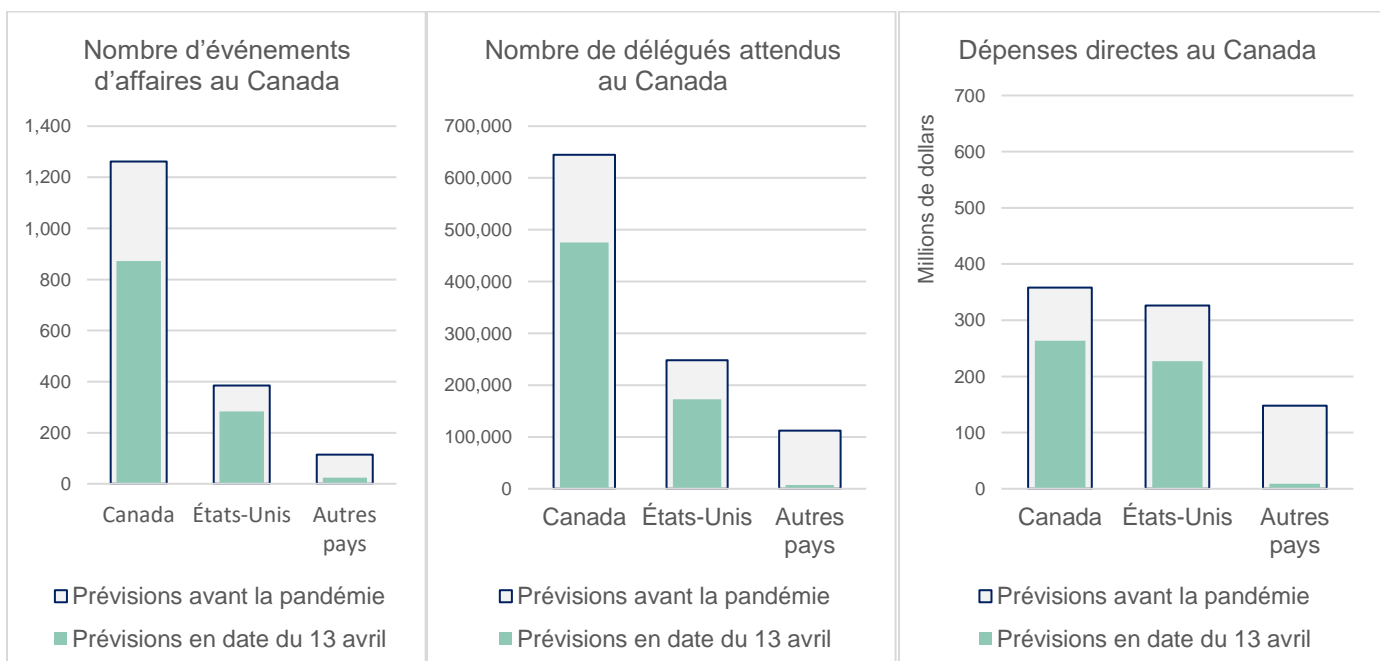 Nombre d’événements
d’affaires au Canada
1,400
1,200
1,000
800
600
400
200
0
Canada États-Unis Autres
pays
Prévisions avant la pandémie
Prévisions en date du 13 avril
Nombre de délégués attendus
au Canada
700,000
600,000
500,000
400,000
300,000
200,000
100,000
0
Canada États-Unis Autres
pays
Prévisions avant la pandémie
Prévisions en date du 13 avril
Dépenses directes au Canada
Millions de dollars
700
600
500
400
300
200
100
0
Canada États-Unis Autres
pays
Prévisions avant la pandémie
Prévisions en date du 13 avril